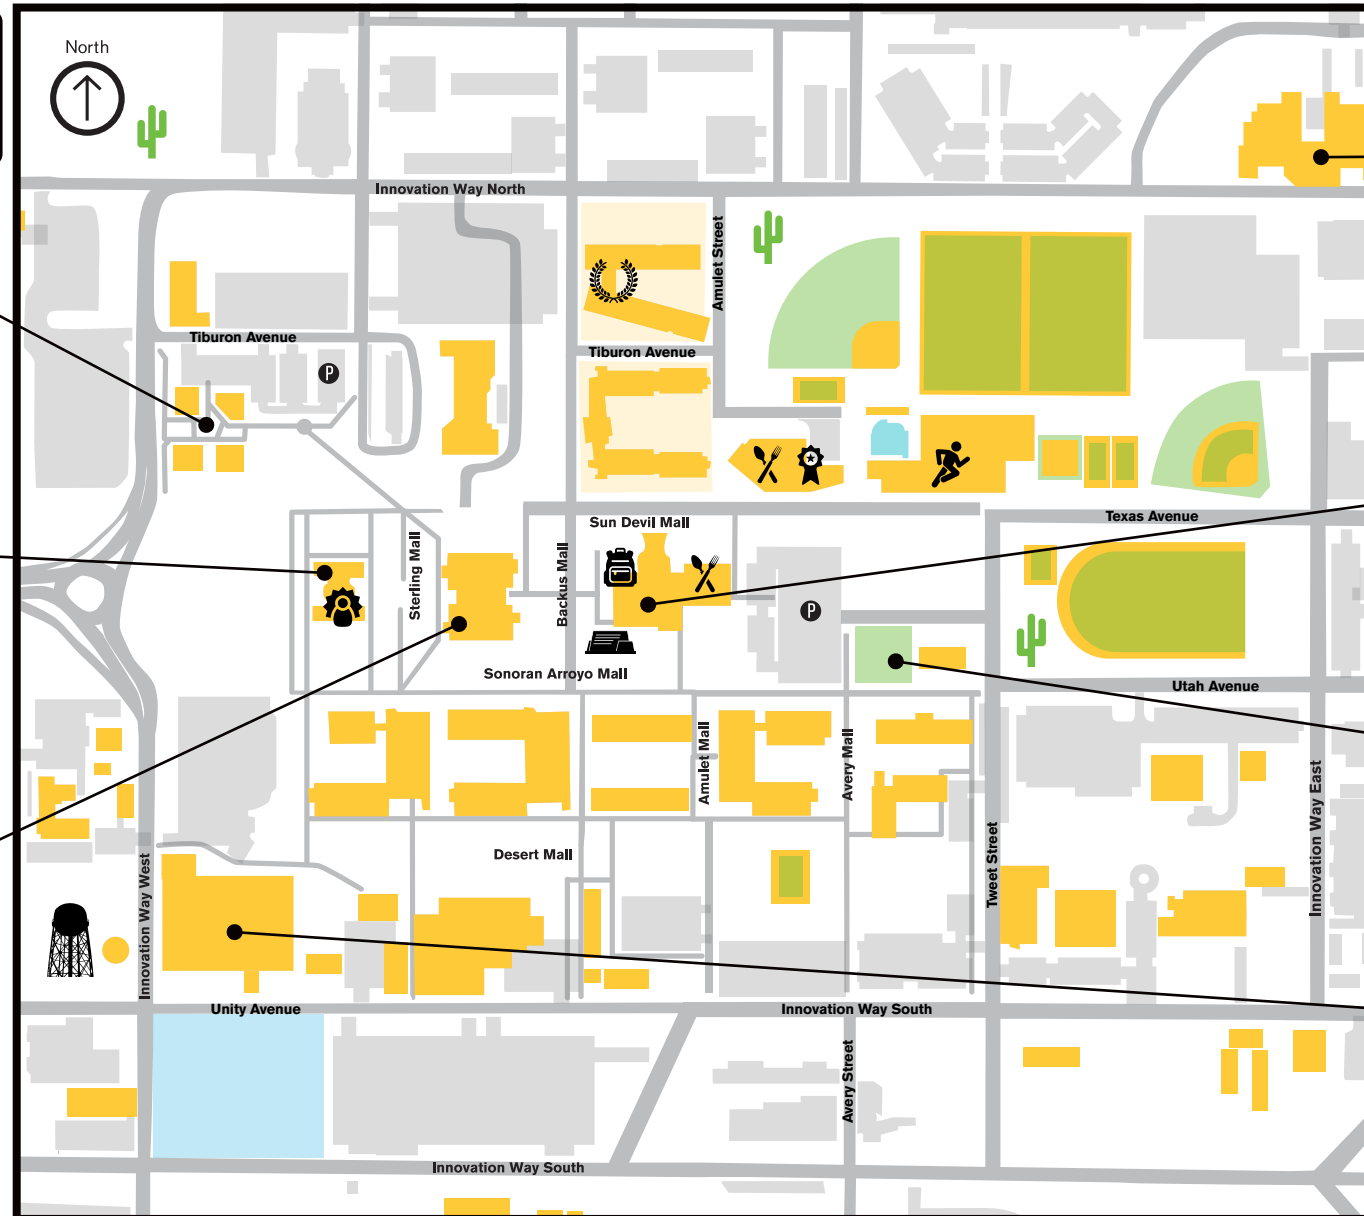 North
Innovation Way North
Amulet Street
Tiburon Avenue
Tiburon Avenue
P
Texas Avenue
Sun Devil Mall
Sterling Mall
Backus Mall
P
Sonoran Arroyo Mall
Utah Avenue
Amulet Mall
Avery Mall
Innovation Way East
Tweet Street
Desert Mall
Innovation Way West
Unity Avenue
Innovation Way South
Avery Street
Innovation Way South